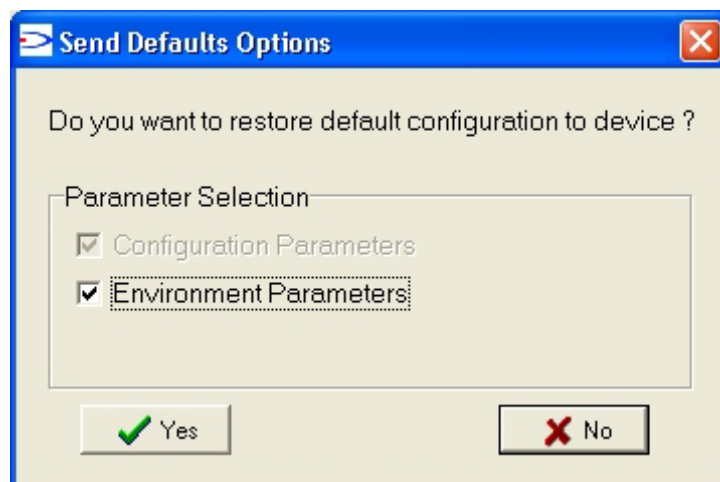 Send Defaults Options
Do you want to restore default configuration to device ?
Parameter Selection
Configuration Parameters
Environment Parameters
Yes
No